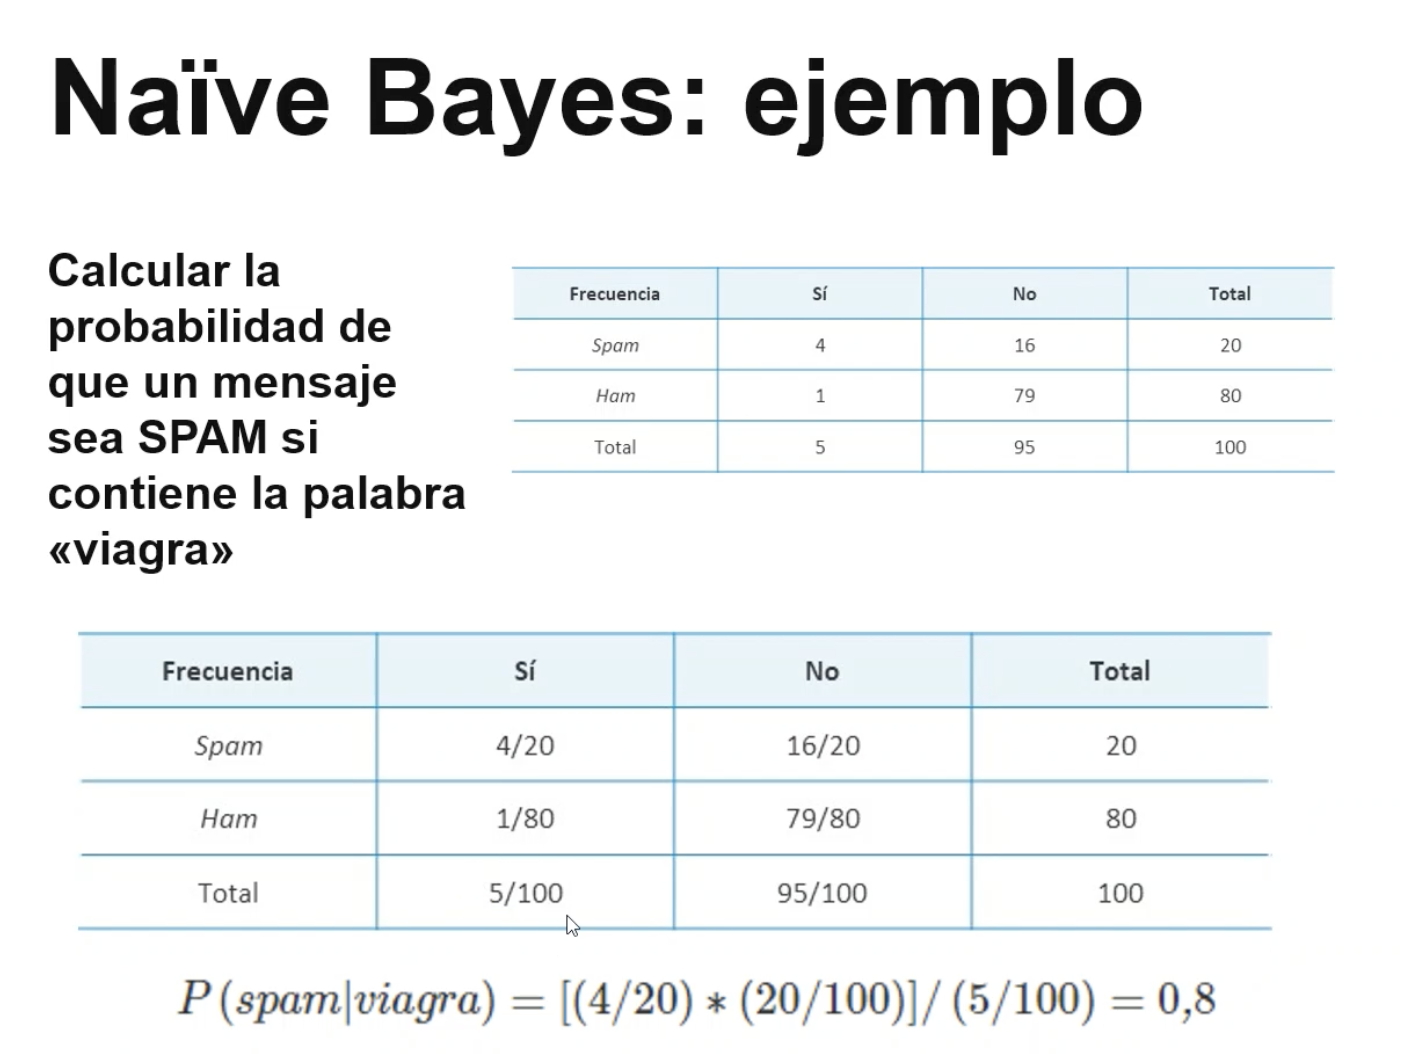 Naïve Bayes: ejemplo
Calcular la
probabilidad de
que un mensaje
sea SPAM si
contiene la palabra
«viagra»
Frecuencia Sí No Total
Spam 4 16 20
Ham 1 79 80
Total 5 95 100
Frecuencia Sí No Total
Spam 4/20 16/20 20
Ham 1/80 79/80 80
Total 5/100 95/100 100
P(spam|viagra) = [(4/20) ∗ (20/100)]/ (5/100) = 0,8